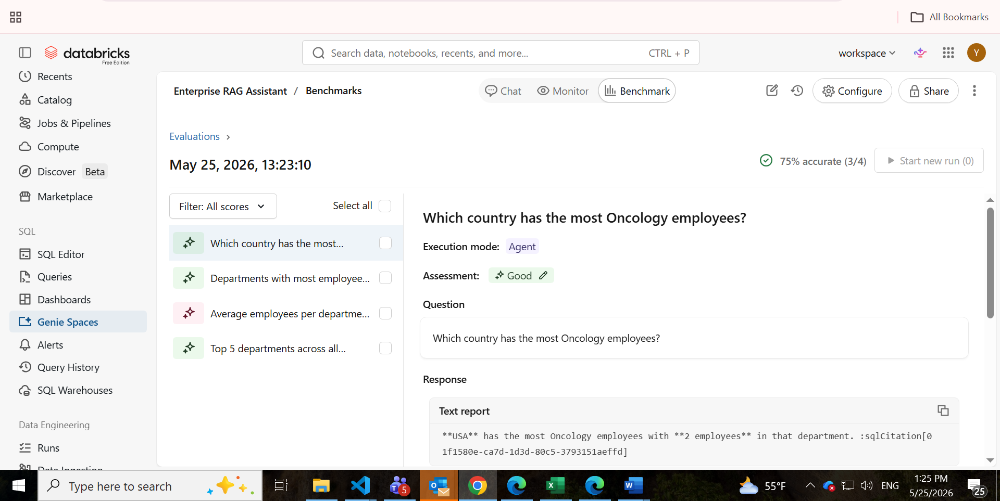 All Bookmarks
databricks
Free Edition
Search data, notebooks, recents, and more...
CTRL + P
workspace
Y
Recents
Catalog
Jobs & Pipelines
Compute
Discover Beta
Marketplace
SQL
SQL Editor
Queries
Dashboards
Genie Spaces
Alerts
Query History
SQL Warehouses
Data Engineering
Runs
Data Ingestion
Enterprise RAG Assistant / Benchmarks
Chat
Monitor
Benchmark
Configure
Share
Evaluations ›
May 25, 2026, 13:23:10
75% accurate (3/4)
Start new run (0)
Filter: All scores
Select all
Which country has the most...
Departments with most employee...
Average employees per departme...
Top 5 departments across all...
Which country has the most Oncology employees?
Execution mode: Agent
Assessment: Good
Question
Which country has the most Oncology employees?
Response
Text report
**USA** has the most Oncology employees with **2 employees** in that department. :sqlCitation[0
1f1580e-ca7d-1d3d-80c5-3793151aeffd]
Type here to search
5
55°F
ENG
1:25 PM
5/25/2026
25